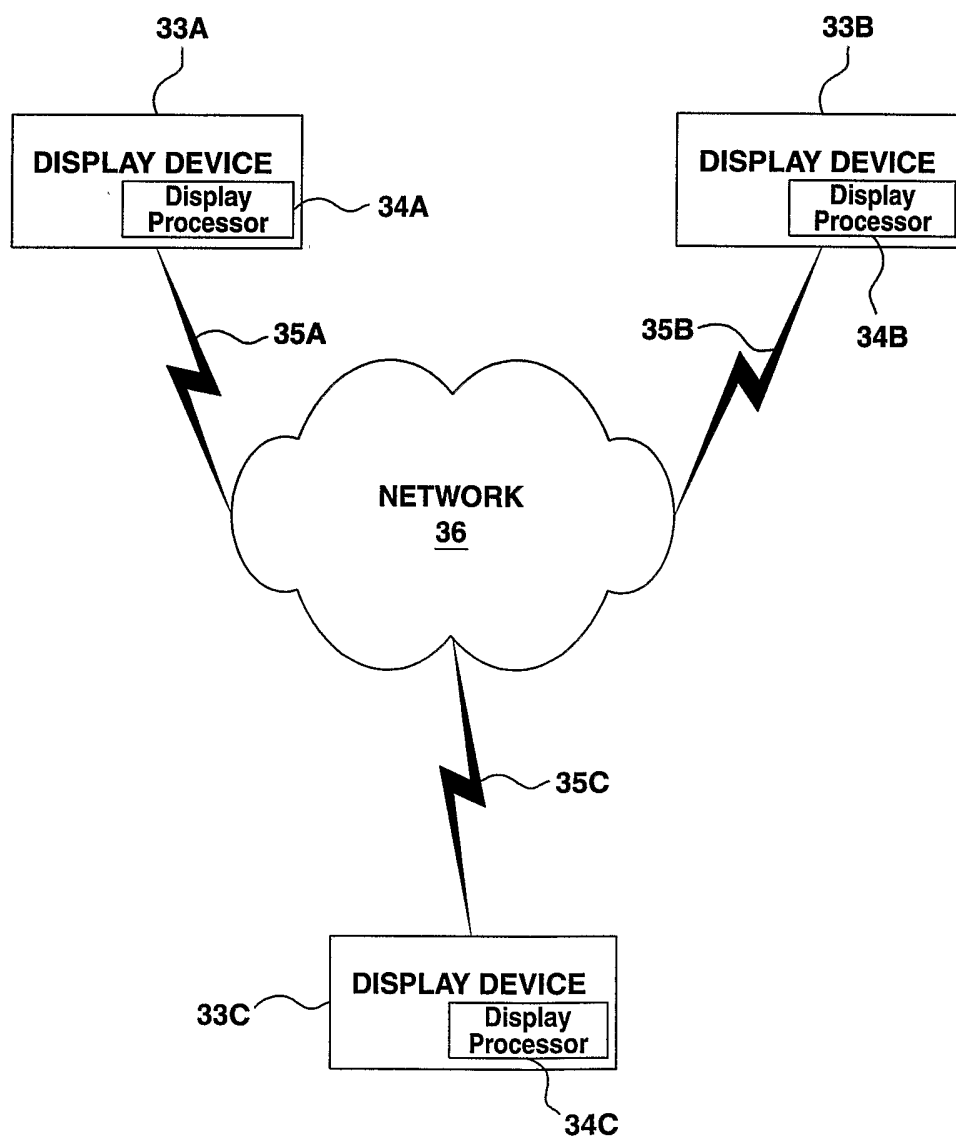 33A
33B
DISPLAY DEVICE
Display
Processor
34A
DISPLAY DEVICE
Display
Processor
34B
35A
35B
NETWORK
36
35C
DISPLAY DEVICE
Display
Processor
33C
34C